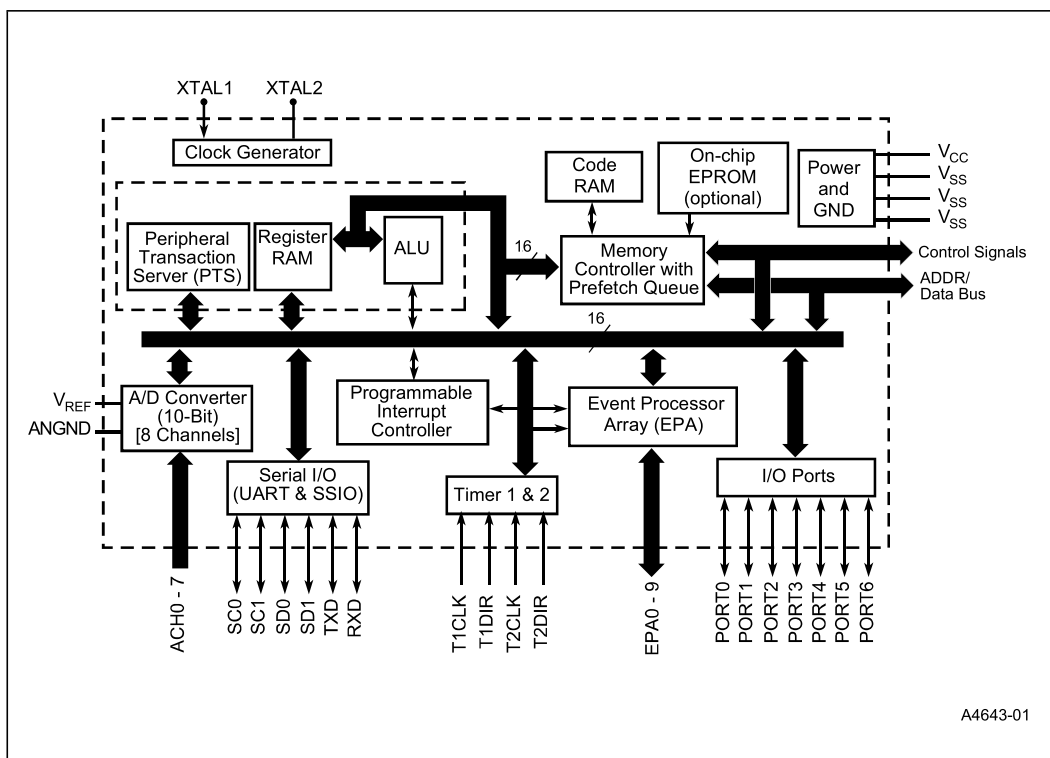 XTAL1
XTAL2
Clock Generator
Code
RAM
On-chip
EPROM
(optional)
Power
and
GND
VCC
VSS
VSS
VSS
Peripheral
Transaction
Server (PTS)
Register
RAM
ALU
16
Memory
Controller with
Prefetch Queue
Control Signals
ADDR/
Data Bus
16
VREF
ANGND
A/D Converter
(10-Bit)
[8 Channels]
Programmable
Interrupt
Controller
Event Processor
Array (EPA)
Serial I/O
(UART & SSIO)
Timer 1 & 2
I/O Ports
ACH0 - 7
SC0
SC1
SD0
SD1
TXD
RXD
T1CLK
T1DIR
T2CLK
T2DIR
EPA0 - 9
PORT0
PORT1
PORT2
PORT3
PORT4
PORT5
PORT6
A4643-01